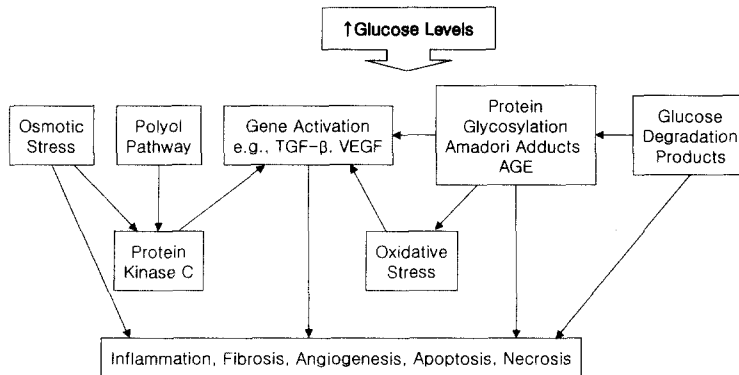 ↑Glucose Levels
Osmotic
Stress
Polyol
Pathway
Gene Activation
e.g., TGF-β, VEGF
Protein
Glycosylation
Amadori Adducts
AGE
Glucose
Degradation
Products
Protein
Kinase C
Oxidative
Stress
Inflammation, Fibrosis, Angiogenesis, Apoptosis, Necrosis